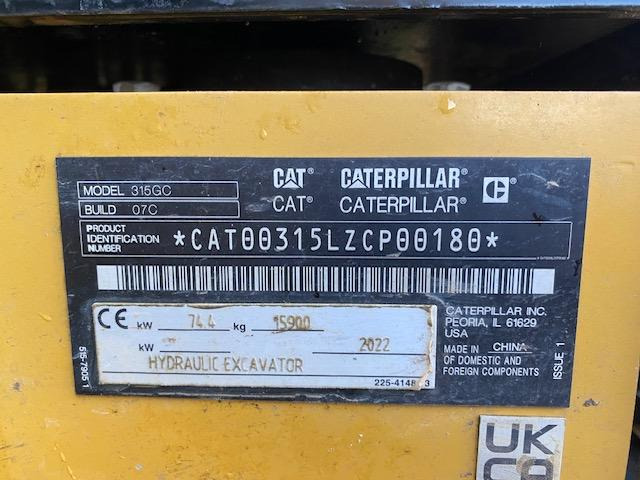 MODEL 315GC
BUILD 07C
CAT® CATERPILLAR®
CAT® CATERPILLAR®
C ®
PRODUCT IDENTIFICATION NUMBER *CAT00315LZCP00180*
CE kW 74.4 kg 15900
kW 2022
HYDRAULIC EXCAVATOR
CATERPILLAR INC.
PEORIA, IL 61629
USA
MADE IN CHINA
OF DOMESTIC AND
FOREIGN COMPONENTS
ISSUE 1
UK
CA